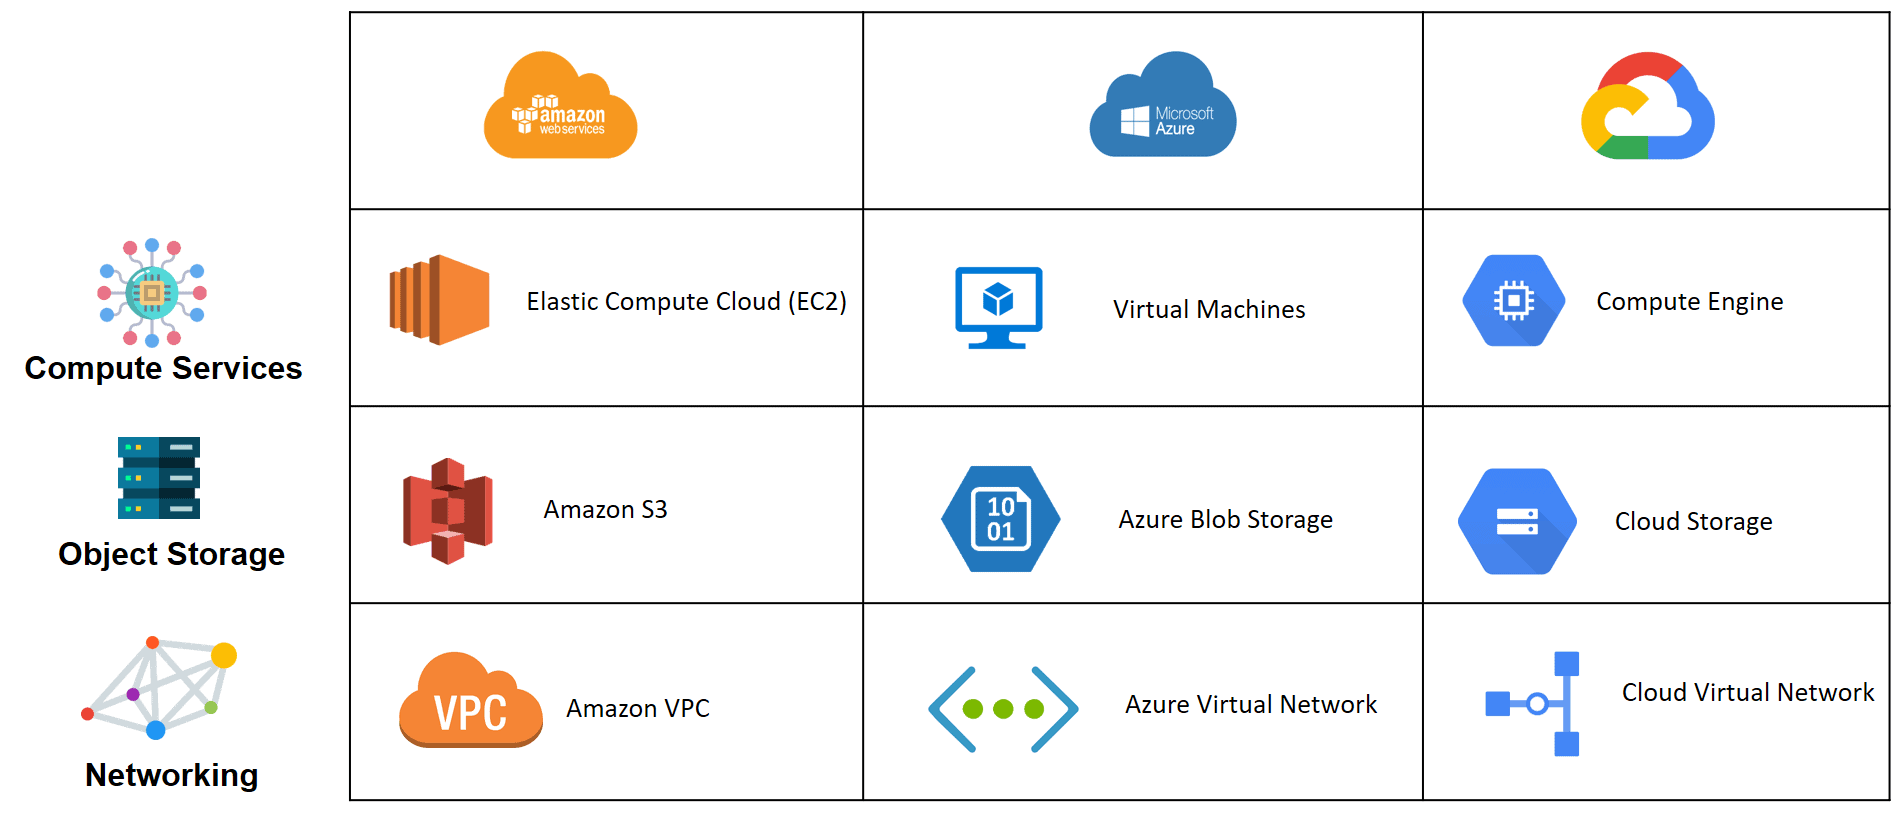 amazon
web services
Microsoft
Azure
Compute Services
Elastic Compute Cloud (EC2)
Virtual Machines
Compute Engine
Object Storage
Amazon S3
10
01
Azure Blob Storage
Cloud Storage
Networking
VPC
Amazon VPC
Azure Virtual Network
Cloud Virtual Network